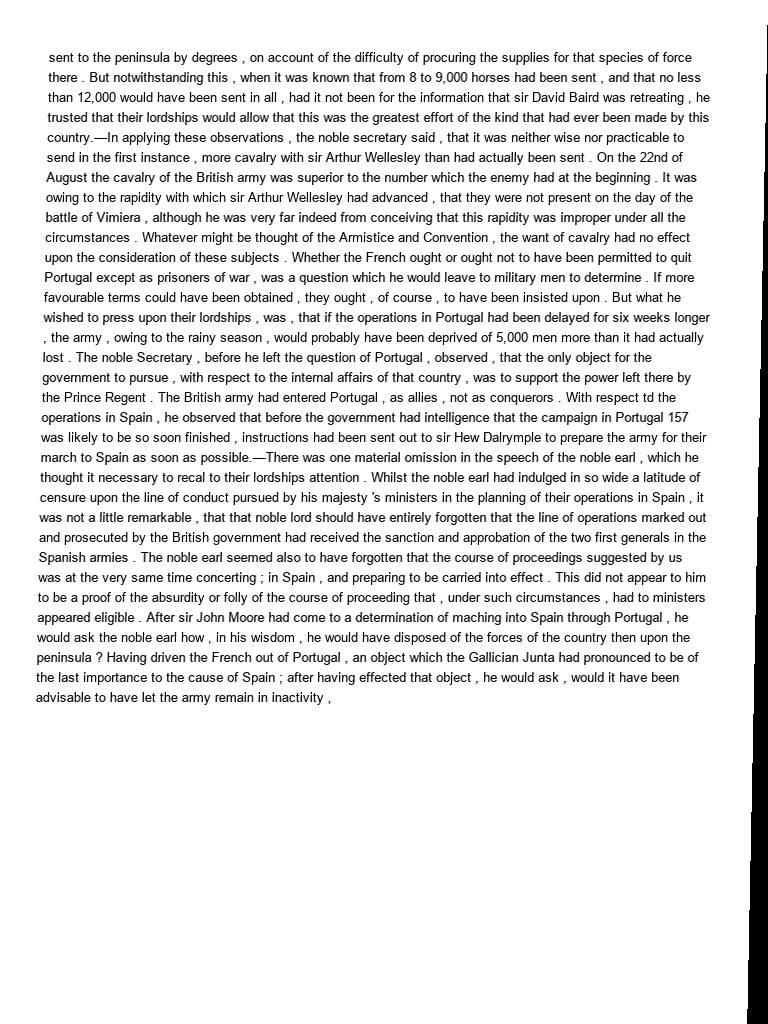 sent to the peninsula by degrees , on account of the difficulty of procuring the supplies for that species of force
there . But notwithstanding this , when it was known that from 8 to 9,000 horses had been sent , and that no less
than 12,000 would have been sent in all , had it not been for the information that sir David Baird was retreating , he
trusted that their lordships would allow that this was the greatest effort of the kind that had ever been made by this
country.—In applying these observations , the noble secretary said , that it was neither wise nor practicable to
send in the first instance , more cavalry with sir Arthur Wellesley than had actually been sent . On the 22nd of
August the cavalry of the British army was superior to the number which the enemy had at the beginning . It was
owing to the rapidity with which sir Arthur Wellesley had advanced , that they were not present on the day of the
battle of Vimiera , although he was very far indeed from conceiving that this rapidity was improper under all the
circumstances . Whatever might be thought of the Armistice and Convention , the want of cavalry had no effect
upon the consideration of these subjects . Whether the French ought or ought not to have been permitted to quit
Portugal except as prisoners of war , was a question which he would leave to military men to determine . If more
favourable terms could have been obtained , they ought , of course , to have been insisted upon . But what he
wished to press upon their lordships , was , that if the operations in Portugal had been delayed for six weeks longer
, the army , owing to the rainy season , would probably have been deprived of 5,000 men more than it had actually
lost . The noble Secretary , before he left the question of Portugal , observed , that the only object for the
government to pursue , with respect to the internal affairs of that country , was to support the power left there by
the Prince Regent . The British army had entered Portugal , as allies , not as conquerors . With respect td the
operations in Spain , he observed that before the government had intelligence that the campaign in Portugal 157
was likely to be so soon finished , instructions had been sent out to sir Hew Dalrymple to prepare the army for their
march to Spain as soon as possible.—There was one material omission in the speech of the noble earl , which he
thought it necessary to recal to their lordships attention . Whilst the noble earl had indulged in so wide a latitude of
censure upon the line of conduct pursued by his majesty 's ministers in the planning of their operations in Spain , it
was not a little remarkable , that that noble lord should have entirely forgotten that the line of operations marked out
and prosecuted by the British government had received the sanction and approbation of the two first generals in the
Spanish armies . The noble earl seemed also to have forgotten that the course of proceedings suggested by us
was at the very same time concerting ; in Spain , and preparing to be carried into effect . This did not appear to him
to be a proof of the absurdity or folly of the course of proceeding that , under such circumstances , had to ministers
appeared eligible . After sir John Moore had come to a determination of maching into Spain through Portugal , he
would ask the noble earl how , in his wisdom , he would have disposed of the forces of the country then upon the
peninsula ? Having driven the French out of Portugal , an object which the Gallician Junta had pronounced to be of
the last importance to the cause of Spain ; after having effected that object , he would ask , would it have been
advisable to have let the army remain in inactivity ,